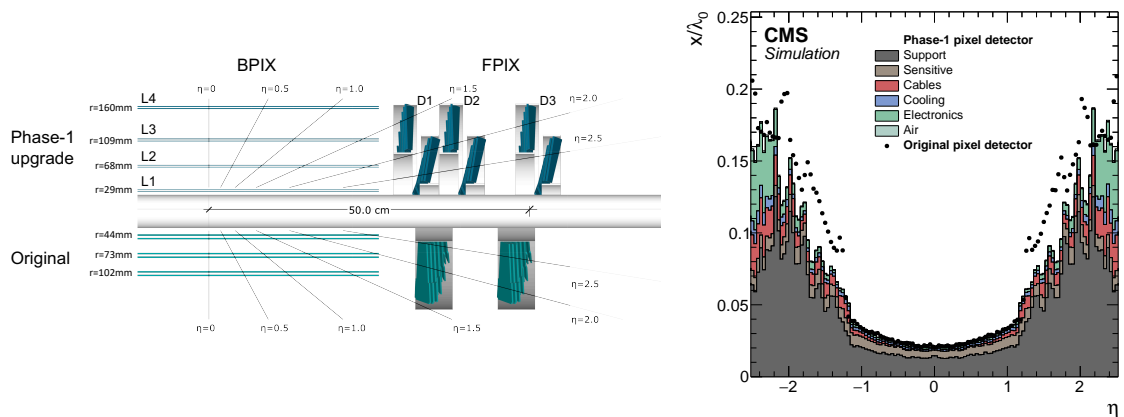 BPIX FPIX
η=0 η=0.5 η=1.0 η=1.5 η=2.0 η=2.5
Phase-1
upgrade
L4
r=160mm
L3
r=109mm
L2
r=68mm
L1
r=29mm
D1 D2 D3
50.0 cm
Original
r=44mm
r=73mm
r=102mm
η=0 η=0.5 η=1.0 η=1.5 η=2.0 η=2.5
x/λ₀
0.25
0.2
0.15
0.1
0.05
0
CMS
Simulation
Phase-1 pixel detector
Support
Sensitive
Cables
Cooling
Electronics
Air
Original pixel detector
−2 −1 0 1 2
η